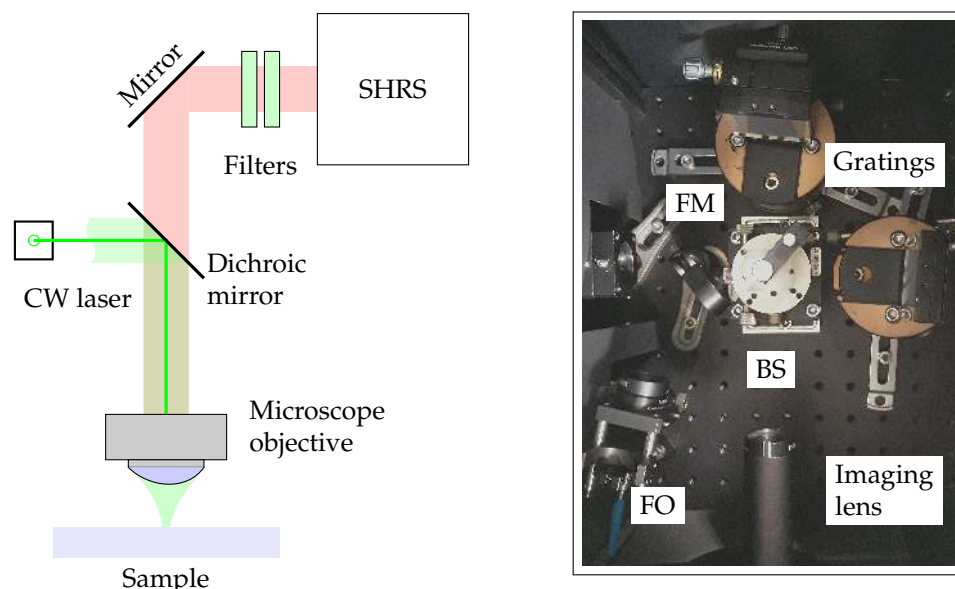 Mirror
SHRS
Filters
CW laser
Dichroic
mirror
Microscope
objective
Sample
Gratings
FM
BS
FO
Imaging
lens